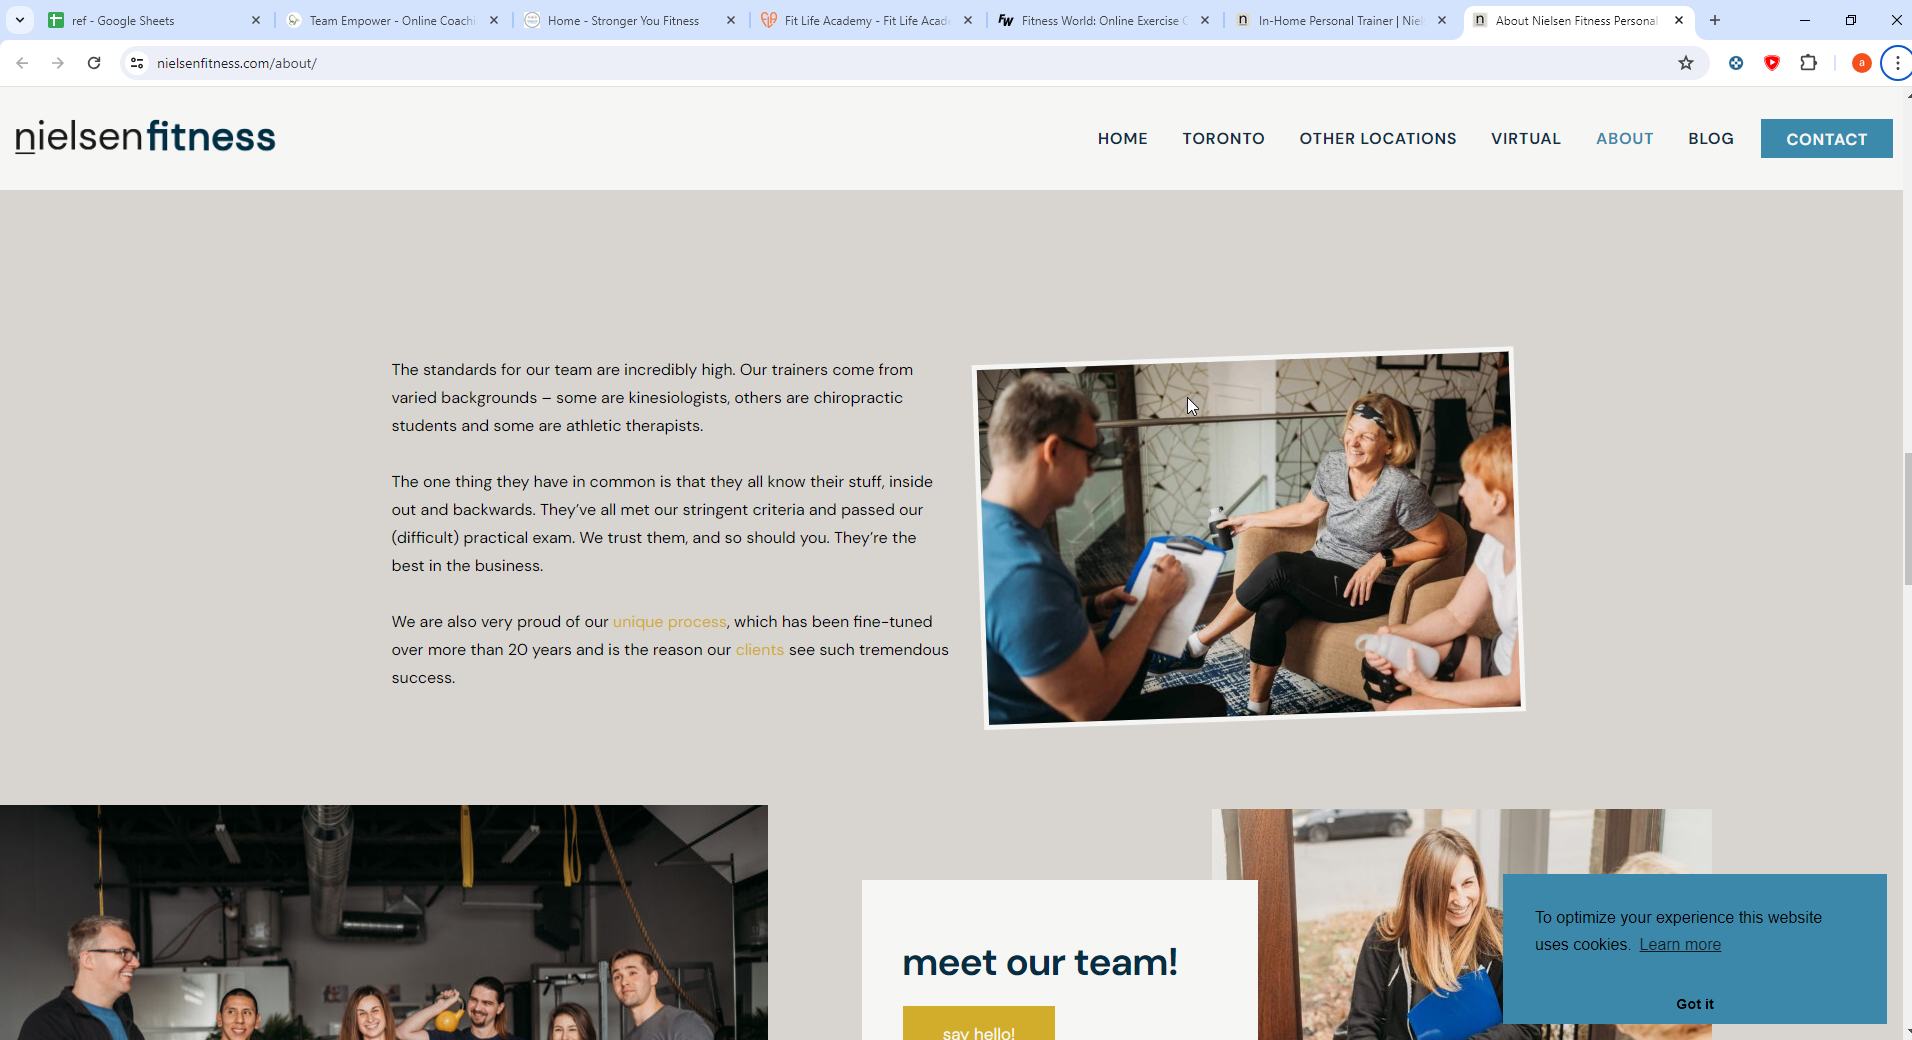 ref - Google Sheets
Team Empower - Online Coachi
Home - Stronger You Fitness
Fit Life Academy - Fit Life Acad
Fitness World: Online Exercise C
In-Home Personal Trainer | Niel
About Nielsen Fitness Personal
nielsenfitness.com/about/
a
nielsen fitness
HOME
TORONTO
OTHER LOCATIONS
VIRTUAL
ABOUT
BLOG
CONTACT
The standards for our team are incredibly high. Our trainers come from
varied backgrounds – some are kinesiologists, others are chiropractic
students and some are athletic therapists.
The one thing they have in common is that they all know their stuff, inside
out and backwards. They’ve all met our stringent criteria and passed our
(difficult) practical exam. We trust them, and so should you. They’re the
best in the business.
We are also very proud of our unique process, which has been fine-tuned
over more than 20 years and is the reason our clients see such tremendous
success.
meet our team!
say hello!
To optimize your experience this website
uses cookies. Learn more
Got it